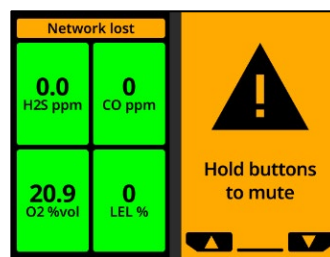 Network lost
0.0
H2S ppm
0
CO ppm
20.9
O2 %vol
0
LEL %
Hold buttons
to mute